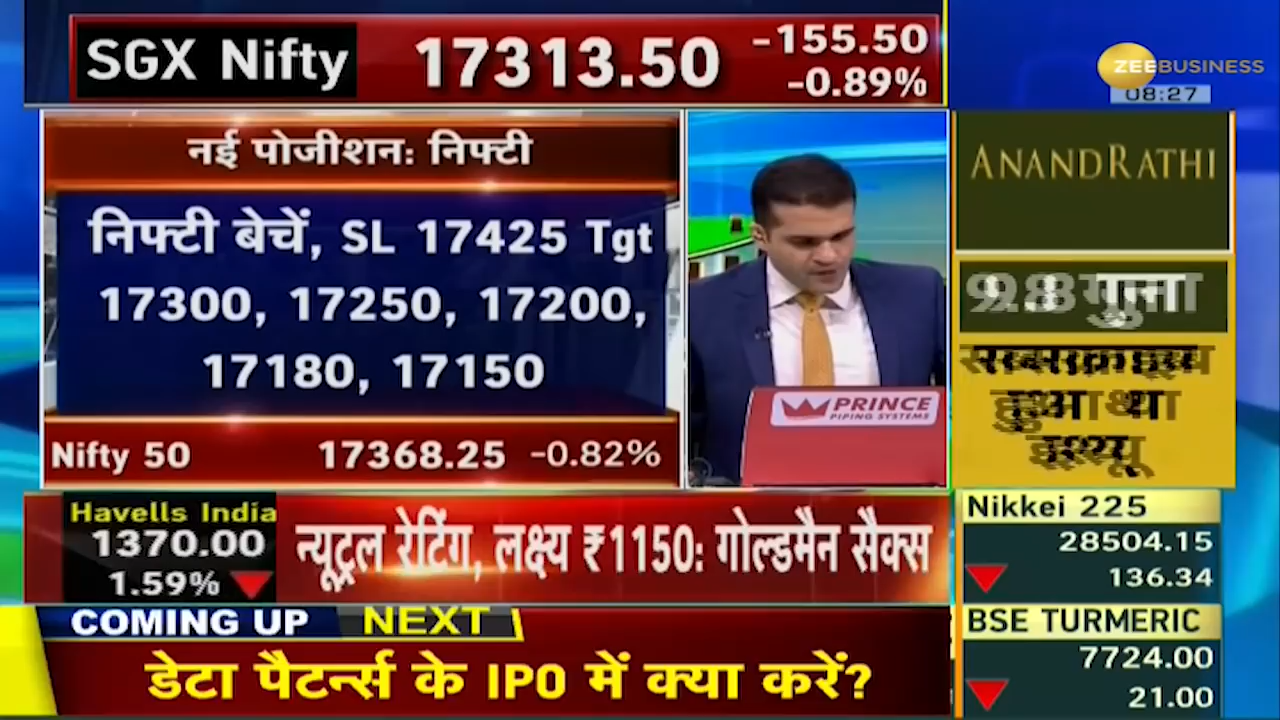 SGX Nifty 17313.50 -155.50
-0.89%
ZEEBUSINESS
08:27
नई पोजीशन: निफ्टी
निफ्टी बेचें, SL 17425 Tgt
17300, 17250, 17200,
17180, 17150
Nifty 50 17368.25 -0.82%
PRINCE
PIPING SYSTEMS
ANANDRATHI
Havells India
1370.00
1.59%
न्यूट्रल रेटिंग, लक्ष्य ₹1150: गोल्डमैन सैक्स
Nikkei 225
28504.15
136.34
BSE TURMERIC
7724.00
21.00
COMING UP NEXT
डेटा पैटर्न्स के IPO में क्या करें?